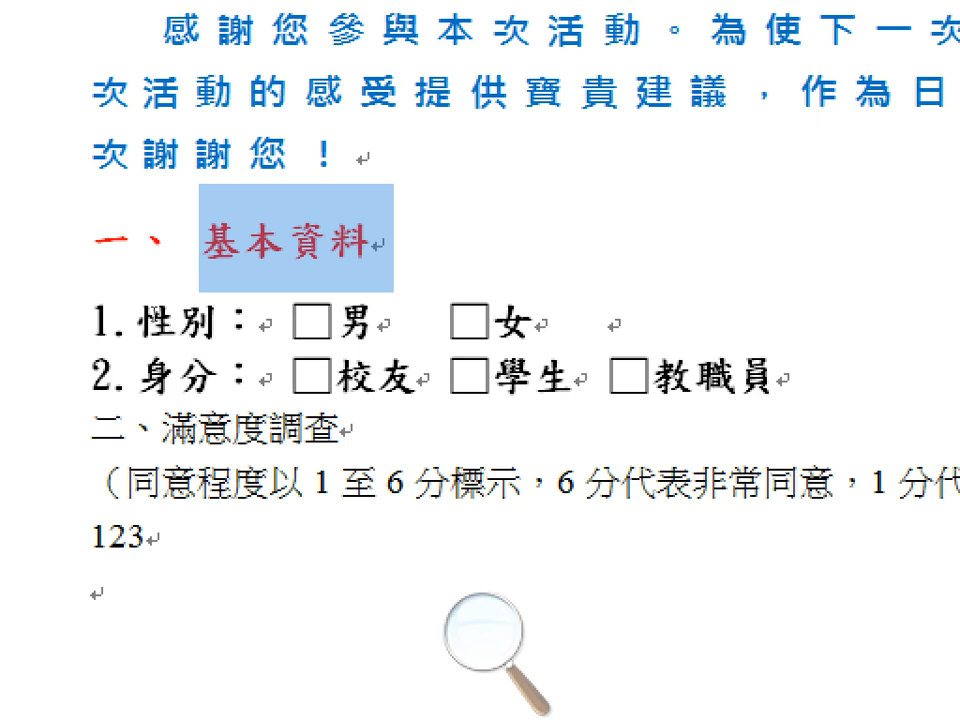 感謝您參與本次活動。為使下一次
次活動的感受提供寶貴建議，作為日
次謝謝您！
一、 基本資料
1. 性別： □男 □女
2. 身分： □校友 □學生 □教職員
二、滿意度調查
（同意程度以 1 至 6 分標示，6 分代表非常同意，1 分代
123